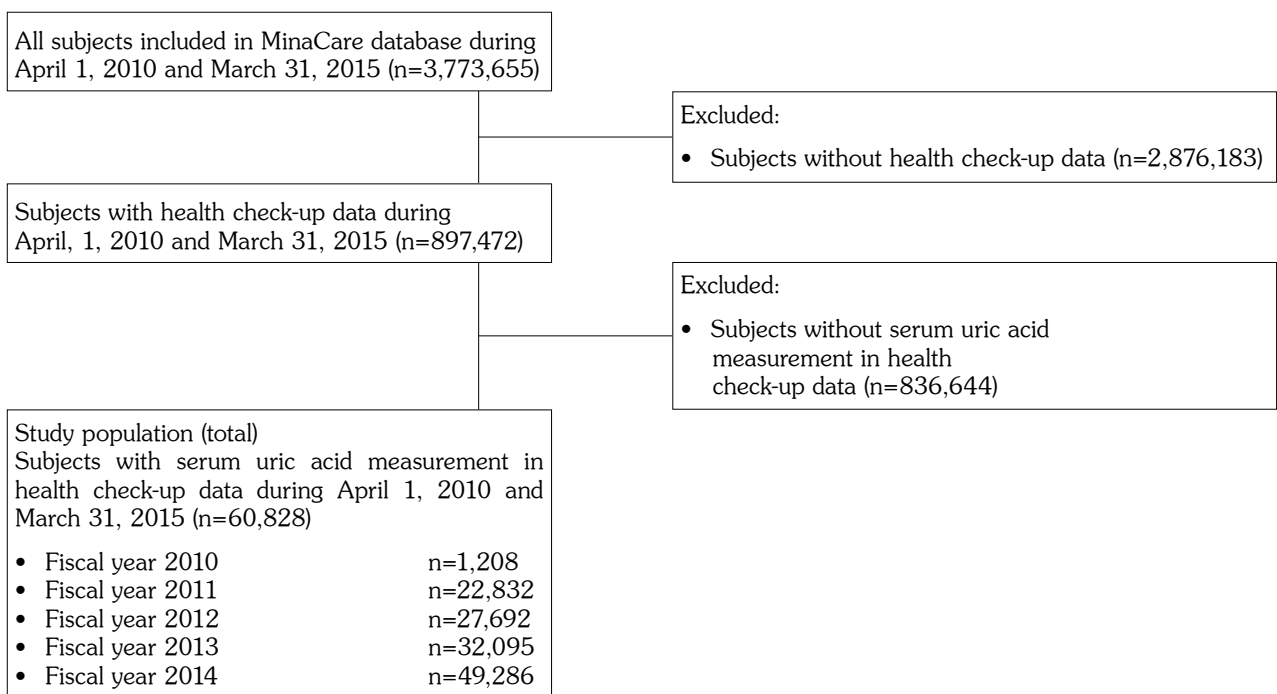 All subjects included in MinaCare database during
April 1, 2010 and March 31, 2015 (n=3,773,655)
Excluded:
• Subjects without health check-up data (n=2,876,183)
Subjects with health check-up data during
April, 1, 2010 and March 31, 2015 (n=897,472)
Excluded:
• Subjects without serum uric acid
measurement in health
check-up data (n=836,644)
Study population (total)
Subjects with serum uric acid measurement in
health check-up data during April 1, 2010 and
March 31, 2015 (n=60,828)
• Fiscal year 2010 n=1,208
• Fiscal year 2011 n=22,832
• Fiscal year 2012 n=27,692
• Fiscal year 2013 n=32,095
• Fiscal year 2014 n=49,286